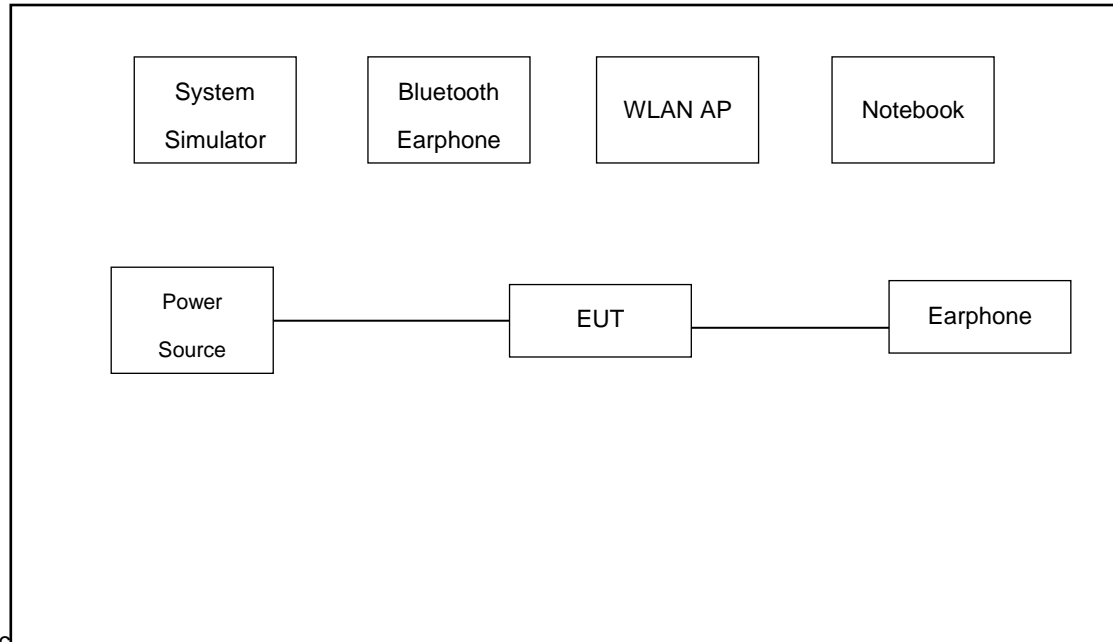 System
Simulator
Bluetooth
Earphone
WLAN AP
Notebook
Power
Source
EUT
Earphone